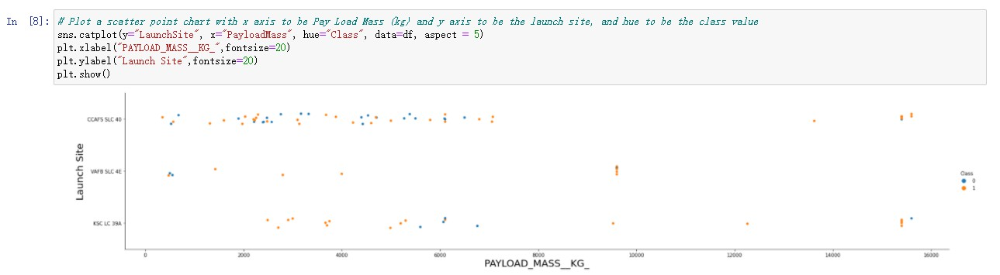 In [8]: # Plot a scatter point chart with x axis to be Pay Load Mass (kg) and y axis to be the launch site, and hue to be the class value
sns.catplot(y="LaunchSite", x="PayloadMass", hue="Class", data=df, aspect = 5)
plt.xlabel("PAYLOAD_MASS__KG_",fontsize=20)
plt.ylabel("Launch Site",fontsize=20)
plt.show()
CCAFS SLC 40
VAFB SLC 4E
KSC LC 39A
Launch Site
Class
0
1
0 2000 4000 6000 8000 10000 12000 14000 16000
PAYLOAD_MASS__KG_